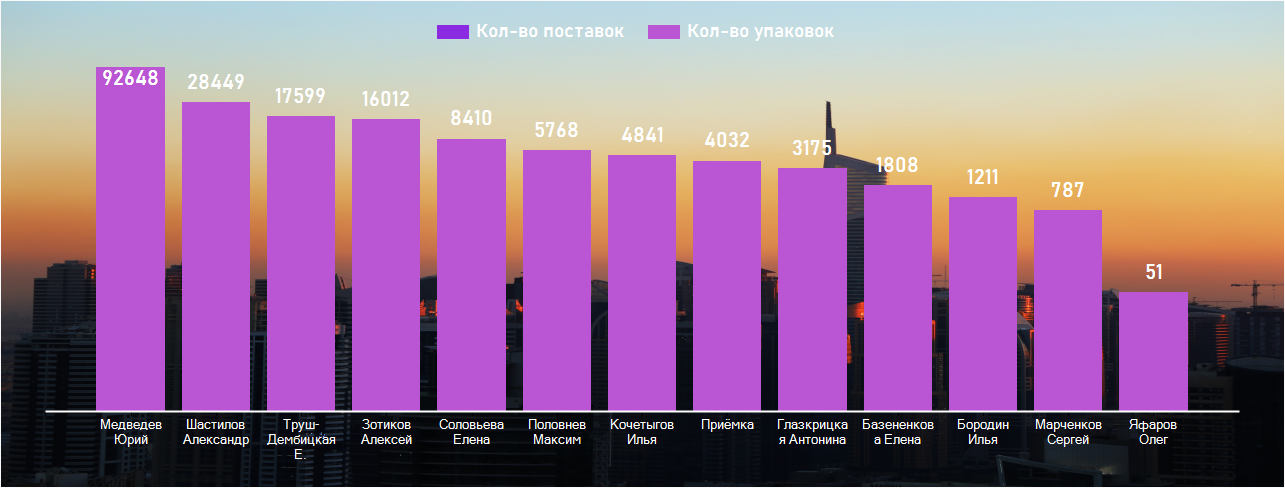 Кол-во поставок Кол-во упаковок
92648
28449
17599
16012
8410
5768
4841
4032
3175
1808
1211
787
51
Медведев
Юрий
Шастилов
Александр
Труш-
Дембицкая
Е.
Зотиков
Алексей
Соловьева
Елена
Половнев
Максим
Кочетыгов
Илья
Приёмка
Глазкрицка
я Антонина
Базененков
а Елена
Бородин
Илья
Марченков
Сергей
Яфаров
Олег